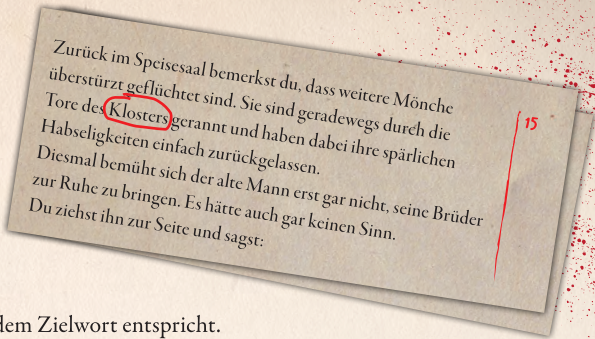 Zurück im Speisesaal bemerkst du, dass weitere Mönche
überstürzt geflüchtet sind. Sie sind geradewegs durch die
Tore des Klosters gerannt und haben dabei ihre spärlichen
Habseligkeiten einfach zurückgelassen.
Diesmal bemüht sich der alte Mann erst gar nicht, seine Brüder
zur Ruhe zu bringen. Es hätte auch gar keinen Sinn.
Du ziehst ihn zur Seite und sagst:
15
dem Zielwort entspricht.